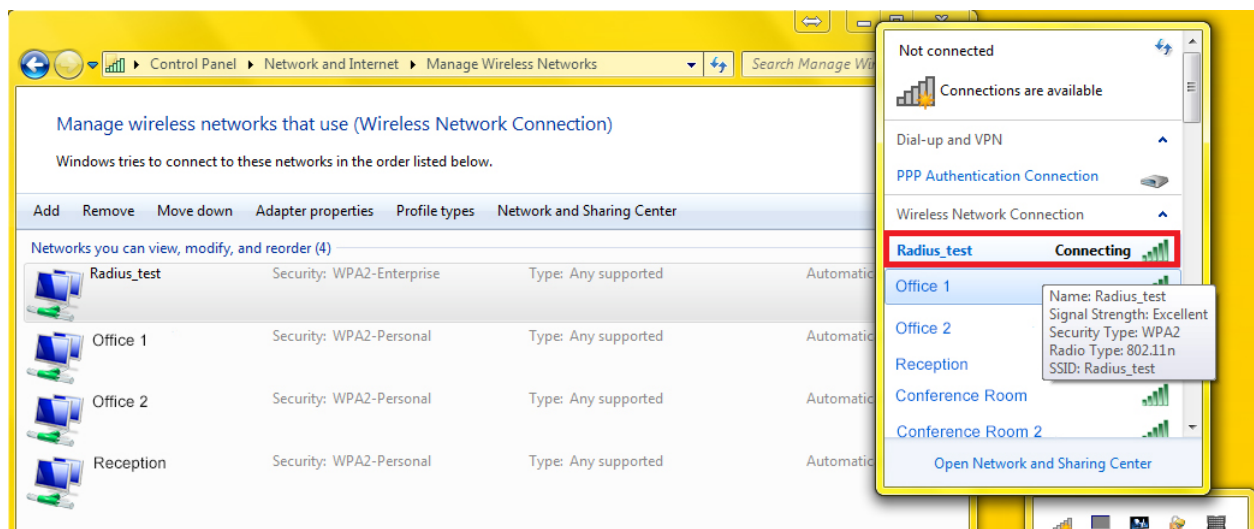 Control Panel ▸ Network and Internet ▸ Manage Wireless Networks
Manage wireless networks that use (Wireless Network Connection)
Windows tries to connect to these networks in the order listed below.
Add Remove Move down Adapter properties Profile types Network and Sharing Center
Networks you can view, modify, and reorder (4)
Radius_test Security: WPA2-Enterprise Type: Any supported
Office 1 Security: WPA2-Personal Type: Any supported
Office 2 Security: WPA2-Personal Type: Any supported
Reception Security: WPA2-Personal Type: Any supported
Search Manage
Not connected
Connections are available
Dial-up and VPN
PPP Authentication Connection
Wireless Network Connection
Radius_test Connecting
Office 1
Office 2
Reception
Conference Room
Conference Room 2
Open Network and Sharing Center
Name: Radius_test
Signal Strength: Excellent
Security Type: WPA2
Radio Type: 802.11n
SSID: Radius_test